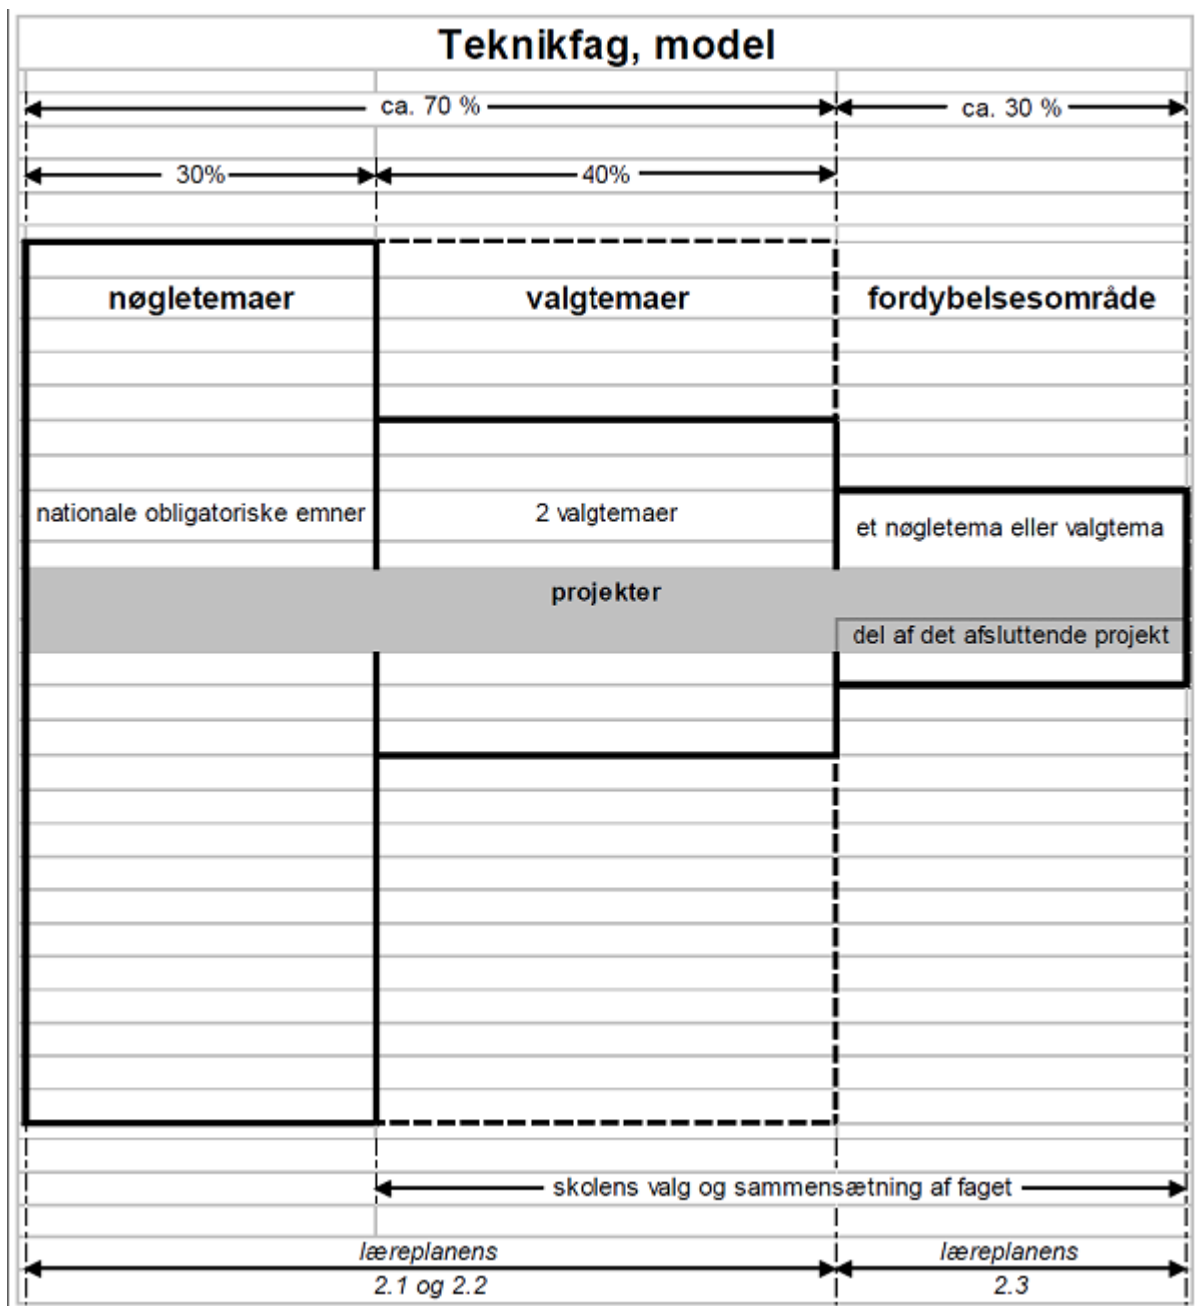 Teknikfag, model
ca. 70 % ca. 30 %
30% 40%
nøgletemaer valgtemaer fordybelsesområde
nationale obligatoriske emner 2 valgtemaer et nøgletema eller valgtema
projekter
del af det afsluttende projekt
skolens valg og sammensætning af faget
læreplanens læreplanens
2.1 og 2.2 2.3